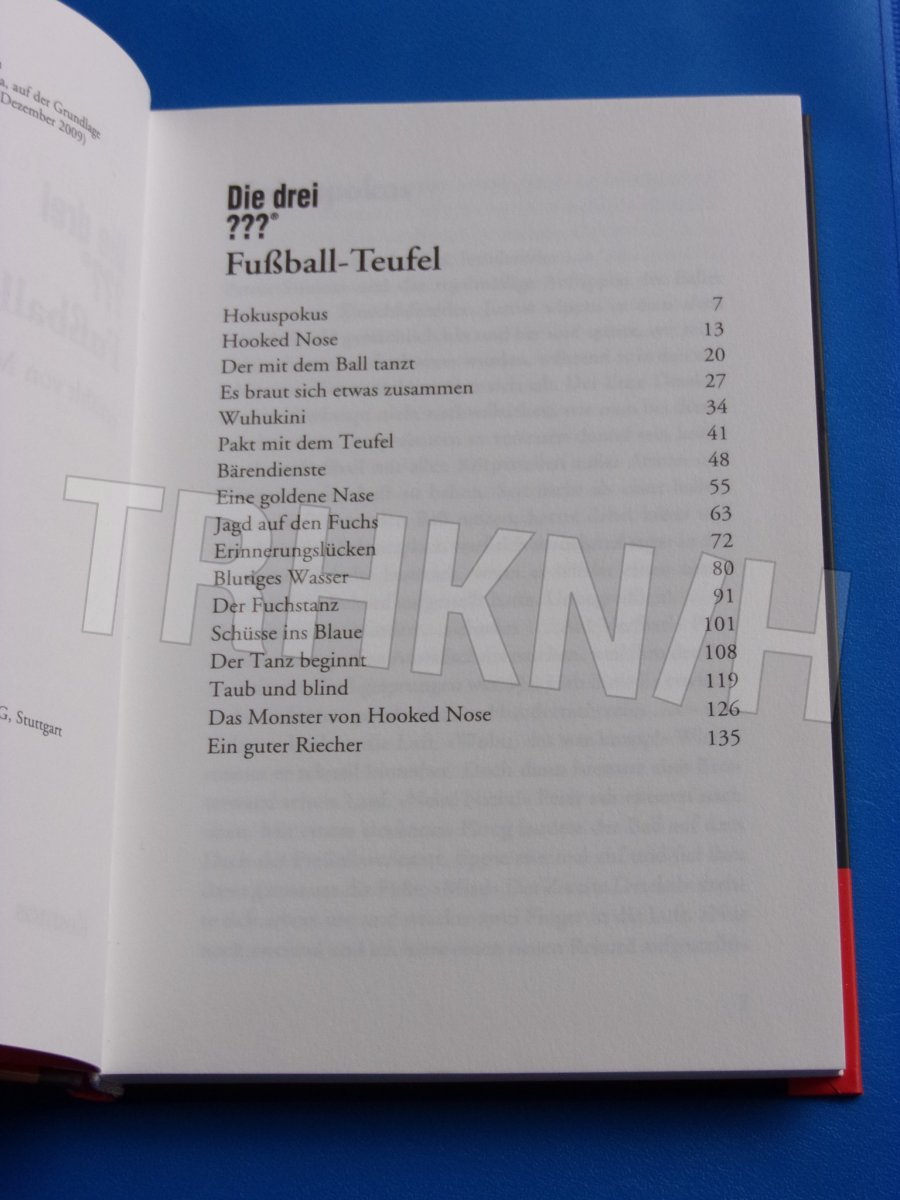 a, auf der Grundlage
Dezember 2009)
G, Stuttgart
Die drei
???®
Fußball-Teufel
Hokuspokus 7
Hooked Nose 13
Der mit dem Ball tanzt 20
Es braut sich etwas zusammen 27
Wuhukini 34
Pakt mit dem Teufel 41
Bärendienste 48
Eine goldene Nase 55
Jagd auf den Fuchs 63
Erinnerungslücken 72
Blutiges Wasser 80
Der Fuchstanz 91
Schüsse ins Blaue 101
Der Tanz beginnt 108
Taub und blind 119
Das Monster von Hooked Nose 126
Ein guter Riecher 135
TRHKN/H